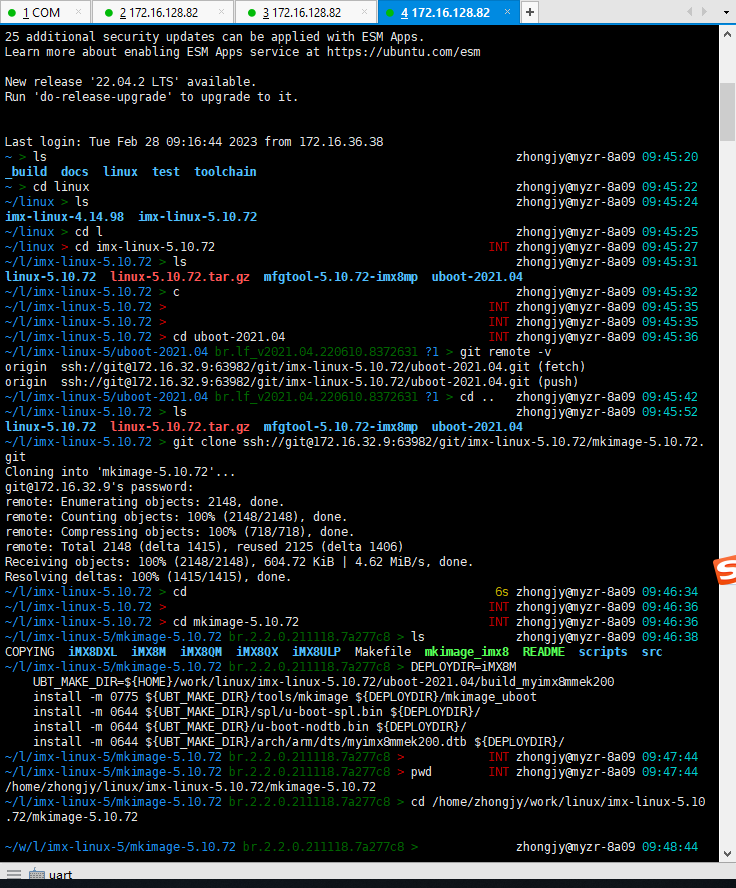 1 COM × 2 172.16.128.82 × 3 172.16.128.82 × 4 172.16.128.82 × +
25 additional security updates can be applied with ESM Apps.
Learn more about enabling ESM Apps service at https://ubuntu.com/esm
New release '22.04.2 LTS' available.
Run 'do-release-upgrade' to upgrade to it.
Last login: Tue Feb 28 09:16:44 2023 from 172.16.36.38
~ > ls zhongjy@myzr-8a09 09:45:20
_build docs linux test toolchain
~ > cd linux zhongjy@myzr-8a09 09:45:22
~/linux > ls zhongjy@myzr-8a09 09:45:24
imx-linux-4.14.98 imx-linux-5.10.72
~/linux > cd l zhongjy@myzr-8a09 09:45:25
~/linux > cd imx-linux-5.10.72 INT zhongjy@myzr-8a09 09:45:27
~/l/imx-linux-5.10.72 > ls zhongjy@myzr-8a09 09:45:31
linux-5.10.72 linux-5.10.72.tar.gz mfgtool-5.10.72-imx8mp uboot-2021.04
~/l/imx-linux-5.10.72 > c zhongjy@myzr-8a09 09:45:32
~/l/imx-linux-5.10.72 > INT zhongjy@myzr-8a09 09:45:35
~/l/imx-linux-5.10.72 > INT zhongjy@myzr-8a09 09:45:35
~/l/imx-linux-5.10.72 > cd uboot-2021.04 INT zhongjy@myzr-8a09 09:45:36
~/l/imx-linux-5/uboot-2021.04 br.lf_v2021.04.220610.8372631 ?1 > git remote -v
origin ssh://git@172.16.32.9:63982/git/imx-linux-5.10.72/uboot-2021.04.git (fetch)
origin ssh://git@172.16.32.9:63982/git/imx-linux-5.10.72/uboot-2021.04.git (push)
~/l/imx-linux-5/uboot-2021.04 br.lf_v2021.04.220610.8372631 ?1 > cd .. zhongjy@myzr-8a09 09:45:42
~/l/imx-linux-5.10.72 > ls zhongjy@myzr-8a09 09:45:52
linux-5.10.72 linux-5.10.72.tar.gz mfgtool-5.10.72-imx8mp uboot-2021.04
~/l/imx-linux-5.10.72 > git clone ssh://git@172.16.32.9:63982/git/imx-linux-5.10.72/mkimage-5.10.72.
git
Cloning into 'mkimage-5.10.72'...
git@172.16.32.9's password:
remote: Enumerating objects: 2148, done.
remote: Counting objects: 100% (2148/2148), done.
remote: Compressing objects: 100% (718/718), done.
remote: Total 2148 (delta 1415), reused 2125 (delta 1406)
Receiving objects: 100% (2148/2148), 604.72 KiB | 4.62 MiB/s, done.
Resolving deltas: 100% (1415/1415), done.
~/l/imx-linux-5.10.72 > cd 6s zhongjy@myzr-8a09 09:46:34
~/l/imx-linux-5.10.72 > INT zhongjy@myzr-8a09 09:46:36
~/l/imx-linux-5.10.72 > cd mkimage-5.10.72 INT zhongjy@myzr-8a09 09:46:36
~/l/imx-linux-5/mkimage-5.10.72 br.2.2.0.211118.7a277c8 > ls zhongjy@myzr-8a09 09:46:38
COPYING iMX8DXL iMX8M iMX8QM iMX8QX iMX8ULP Makefile mkimage_imx8 README scripts src
~/l/imx-linux-5/mkimage-5.10.72 br.2.2.0.211118.7a277c8 > DEPLOYDIR=iMX8M
UBT_MAKE_DIR=${HOME}/work/linux/imx-linux-5.10.72/uboot-2021.04/build_myimx8mmek200
install -m 0775 ${UBT_MAKE_DIR}/tools/mkimage ${DEPLOYDIR}/mkimage_uboot
install -m 0644 ${UBT_MAKE_DIR}/spl/u-boot-spl.bin ${DEPLOYDIR}/
install -m 0644 ${UBT_MAKE_DIR}/u-boot-nodtb.bin ${DEPLOYDIR}/
install -m 0644 ${UBT_MAKE_DIR}/arch/arm/dts/myimx8mmek200.dtb ${DEPLOYDIR}/
~/l/imx-linux-5/mkimage-5.10.72 br.2.2.0.211118.7a277c8 > INT zhongjy@myzr-8a09 09:47:44
~/l/imx-linux-5/mkimage-5.10.72 br.2.2.0.211118.7a277c8 > pwd INT zhongjy@myzr-8a09 09:47:44
/home/zhongjy/linux/imx-linux-5.10.72/mkimage-5.10.72
~/l/imx-linux-5/mkimage-5.10.72 br.2.2.0.211118.7a277c8 > cd /home/zhongjy/work/linux/imx-linux-5.10
.72/mkimage-5.10.72
~/w/l/imx-linux-5/mkimage-5.10.72 br.2.2.0.211118.7a277c8 > zhongjy@myzr-8a09 09:48:44
uart